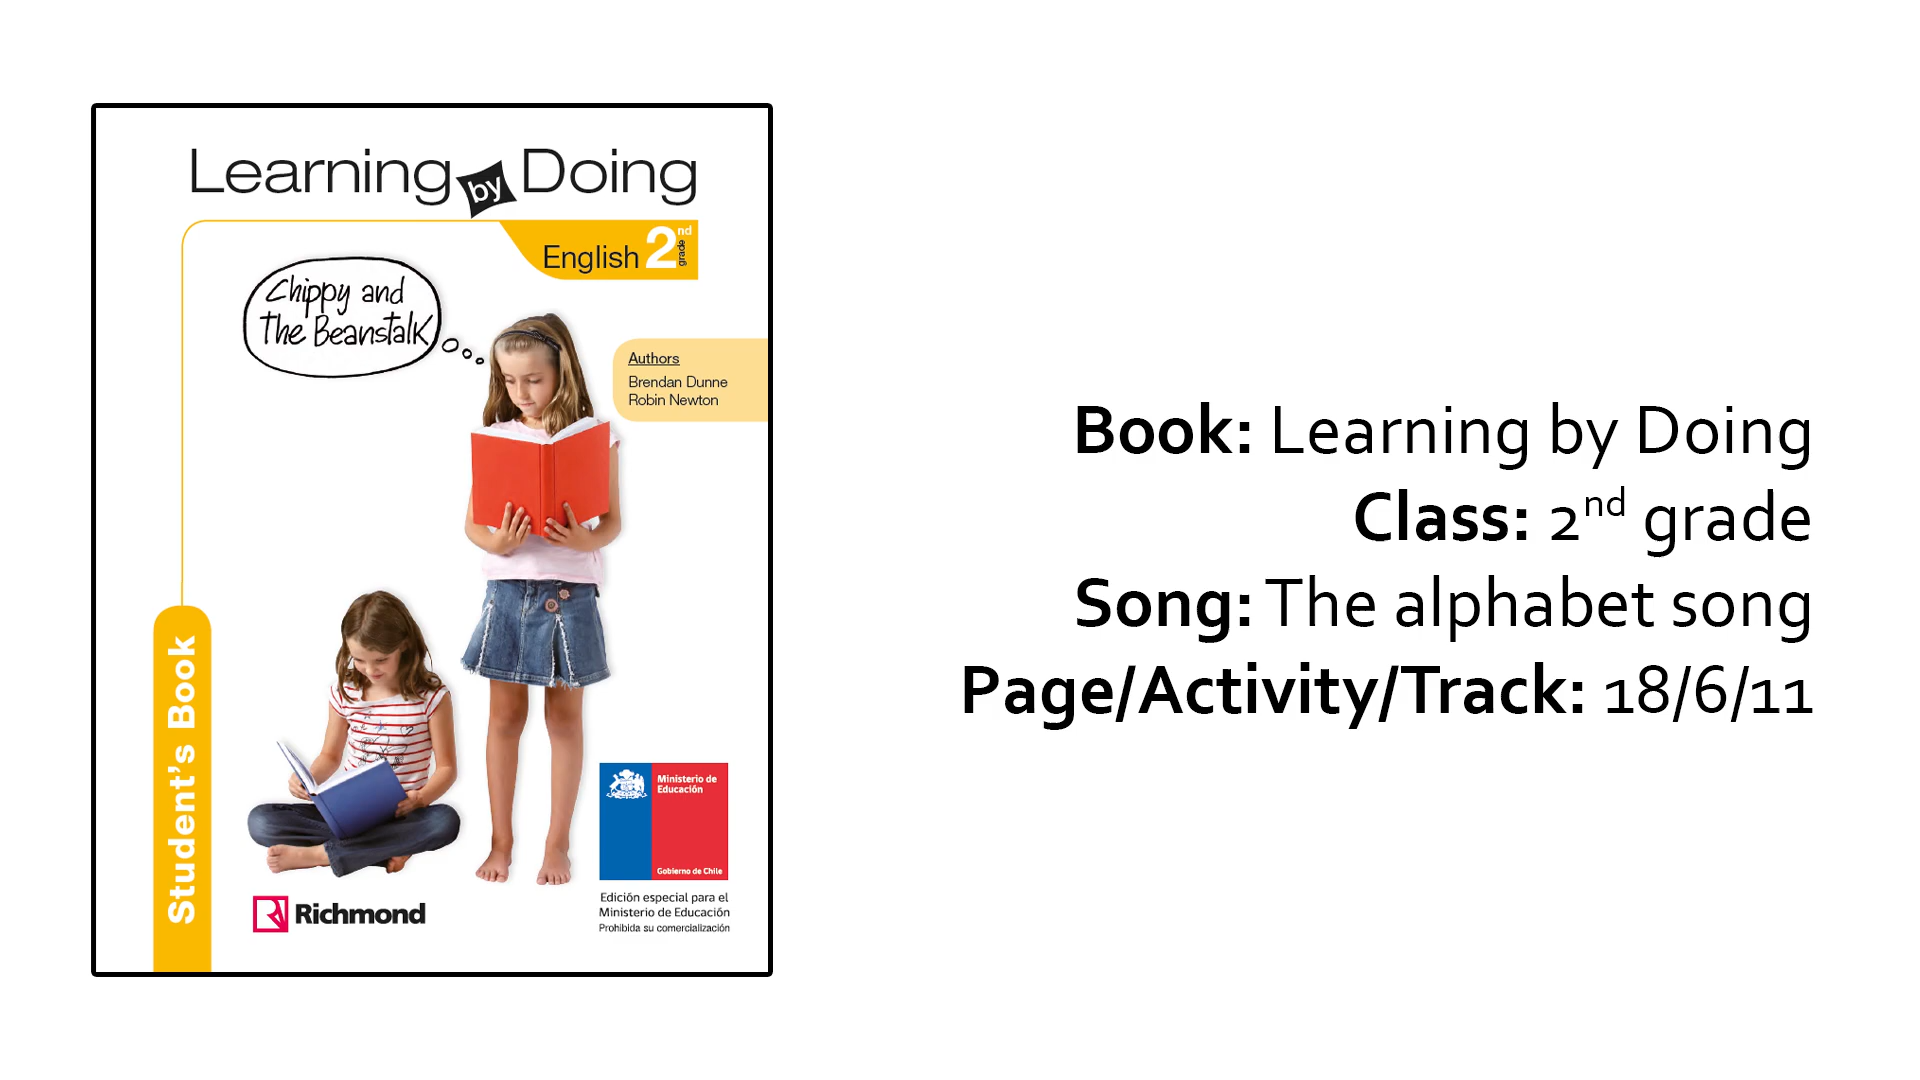 Learning by Doing
English 2nd grade
Chippy and
The Beanstalk
Authors
Brendan Dunne
Robin Newton
Student's Book
Ministerio de
Educación
Gobierno de Chile
Edición especial para el
Ministerio de Educación
Prohibida su comercialización
Richmond
Book: Learning by Doing
Class: 2nd grade
Song: The alphabet song
Page/Activity/Track: 18/6/11